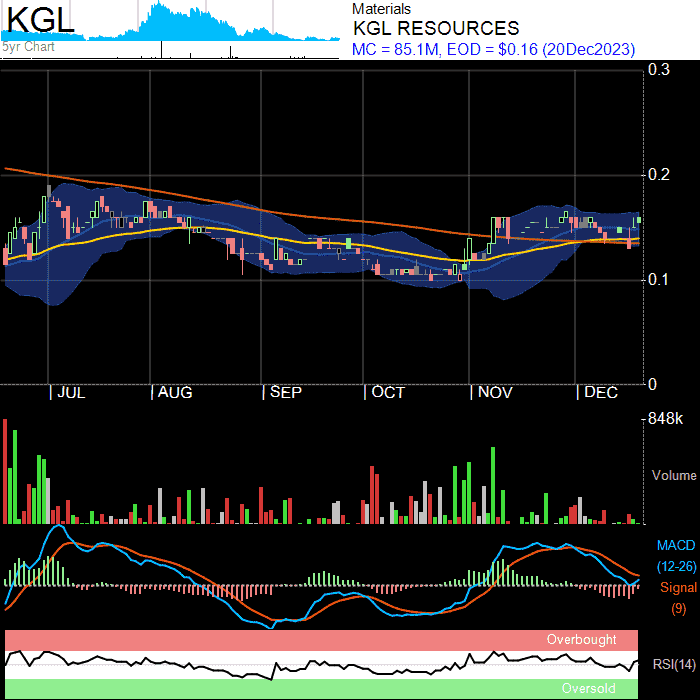 KGL
5yr Chart
Materials
KGL RESOURCES
MC = 85.1M, EOD = $0.16 (20Dec2023)
0.3
0.2
0.1
0
| JUL | AUG | SEP | OCT | NOV | DEC
848k
Volume
MACD
(12-26)
Signal
(9)
Overbought
RSI(14)
Oversold